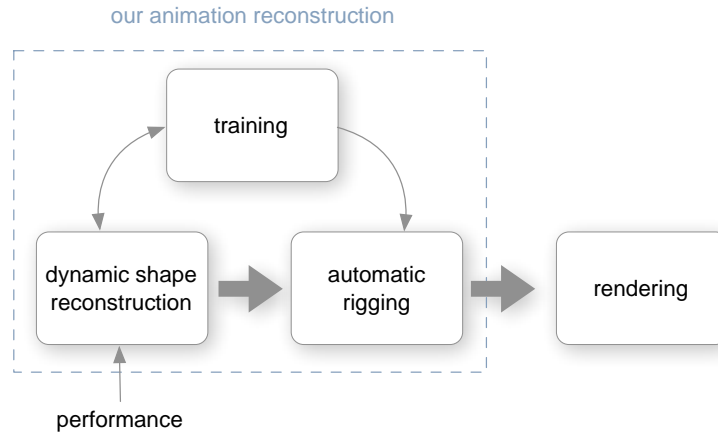 our animation reconstruction
training
dynamic shape
reconstruction
automatic
rigging
rendering
performance